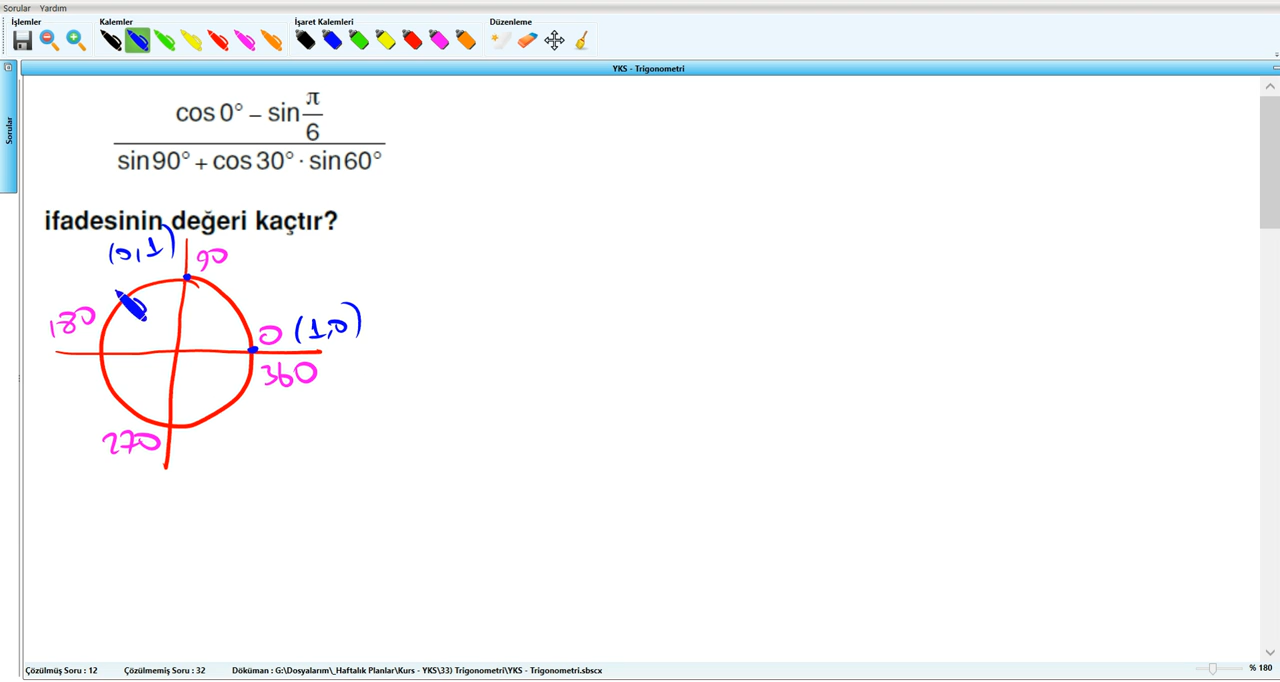 Sorular Yardım
İşlemler Kalemler İşaret Kalemleri Düzenleme
YKS - Trigonometri
Sorular
cos 0° – sin π/6
sin 90° + cos 30° · sin 60°
ifadesinin değeri kaçtır?
(0,1) 90
180 0 (1,0)
360
270
Çözülmüş Soru : 12 Çözülmemiş Soru : 32 Döküman : G:\Dosyalarım\_Haftalık Planlar\Kurs - YKS\33) Trigonometri\YKS - Trigonometri.sbscx % 180